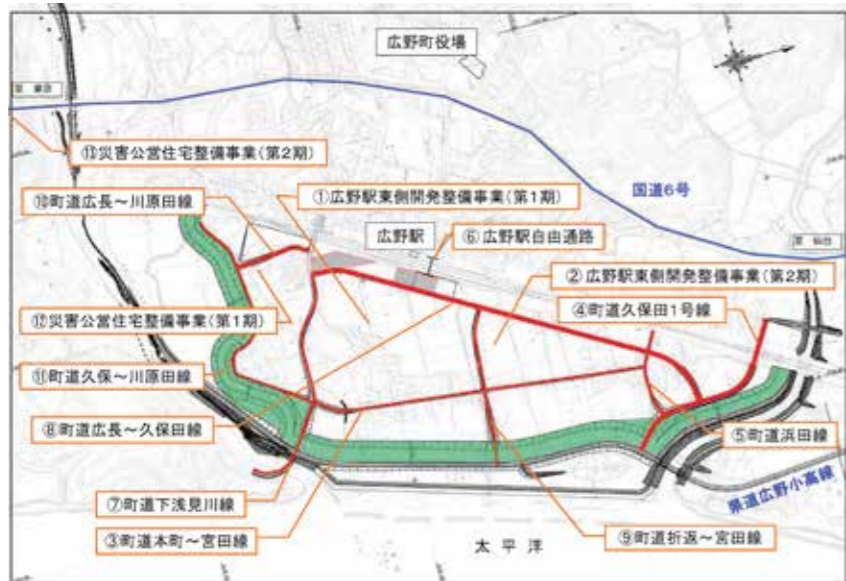 広野町役場
至 東京
⑬災害公営住宅整備事業(第2期)
⑩町道広長~川原田線
①広野駅東側開発整備事業(第1期)
国道6号
広野駅
⑥広野駅自由通路
至 仙台
②広野駅東側開発整備事業(第2期)
④町道久保田1号線
⑫災害公営住宅整備事業(第1期)
⑪町道久保~川原田線
⑧町道広長~久保田線
⑤町道浜田線
県道広野小高線
⑦町道下浅見川線
③町道本町~宮田線
太平洋
⑨町道折返~宮田線